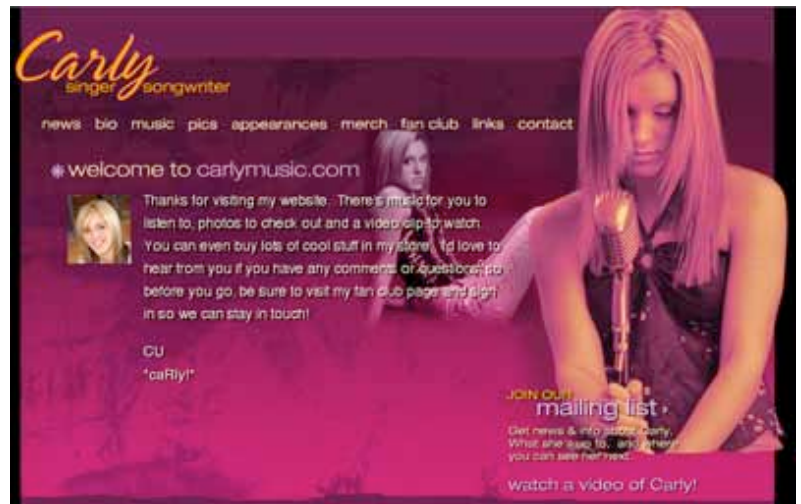 Carly
singer songwriter
news bio music pics appearances merch fan club links contact
welcome to carlymusic.com
Thanks for visiting my website. There's music for you to
listen to, photos to check out and a video clip to watch.
You can even buy lots of cool stuff in my store. I'd love to
hear from you if you have any comments or questions, so
before you go, be sure to visit my fan club page and sign
in so we can stay in touch!
CU
*caRly!*
JOIN OUR
mailing list ›
Get news & info about Carly.
What she's up to, and where
you can see her next.
watch a video of Carly!